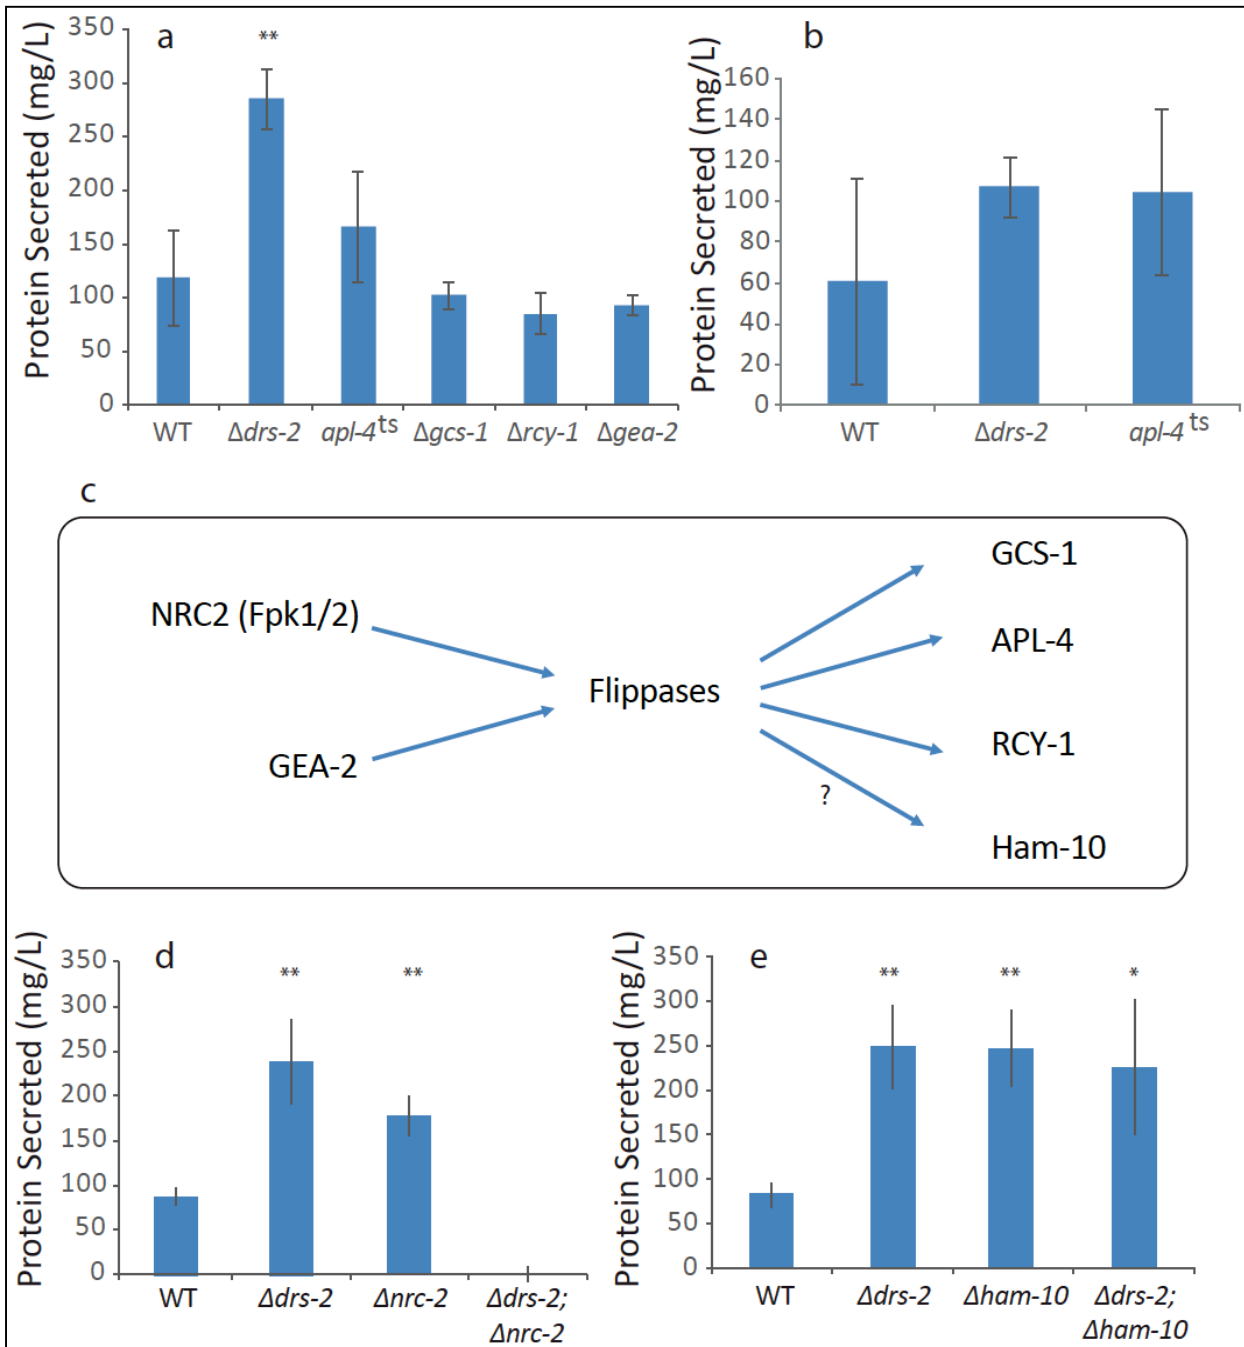 a
Protein Secreted (mg/L)
350
300
250
200
150
100
50
0
**
WT Δdrs-2 apl-4ts Δgcs-1 Δrcy-1 Δgea-2
b
Protein Secreted (mg/L)
160
140
120
100
80
60
40
20
0
WT Δdrs-2 apl-4 ts
c
NRC2 (Fpk1/2)
GEA-2
Flippases
GCS-1
APL-4
RCY-1
?
Ham-10
d
Protein Secreted (mg/L)
350
300
250
200
150
100
50
0
** **
WT Δdrs-2 Δnrc-2 Δdrs-2;
Δnrc-2
e
Protein Secreted (mg/L)
350
300
250
200
150
100
50
0
** ** *
WT Δdrs-2 Δham-10 Δdrs-2;
Δham-10